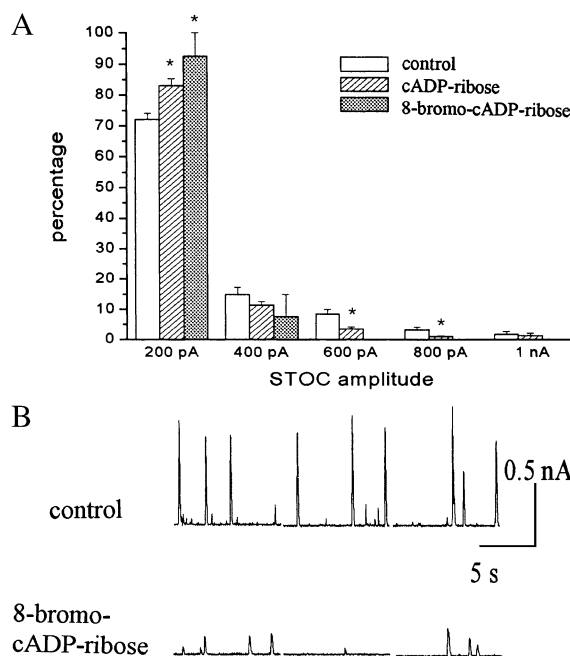 A
100
90
80
70
60
50
40
30
20
10
0
percentage
* *
* *
control
cADP-ribose
8-bromo-cADP-ribose
200 pA 400 pA 600 pA 800 pA 1 nA
STOC amplitude
B
control
0.5 nA
5 s
8-bromo-
cADP-ribose